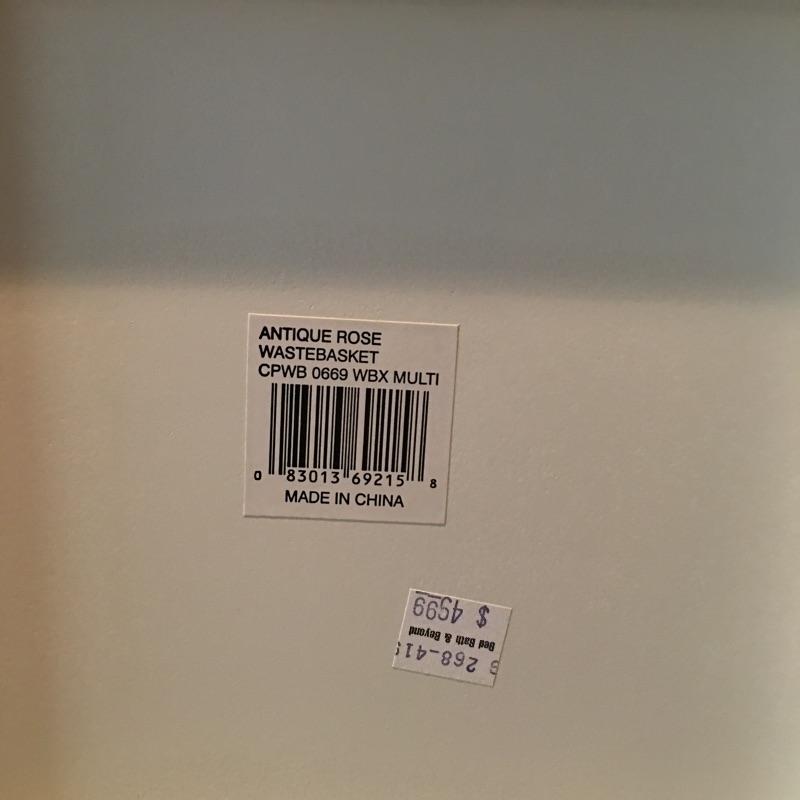 ANTIQUE ROSE
WASTEBASKET
CPWB 0669 WBX MULTI
0 83013 69215 8
MADE IN CHINA
$ 4999
Bed Bath & Beyond
268-41